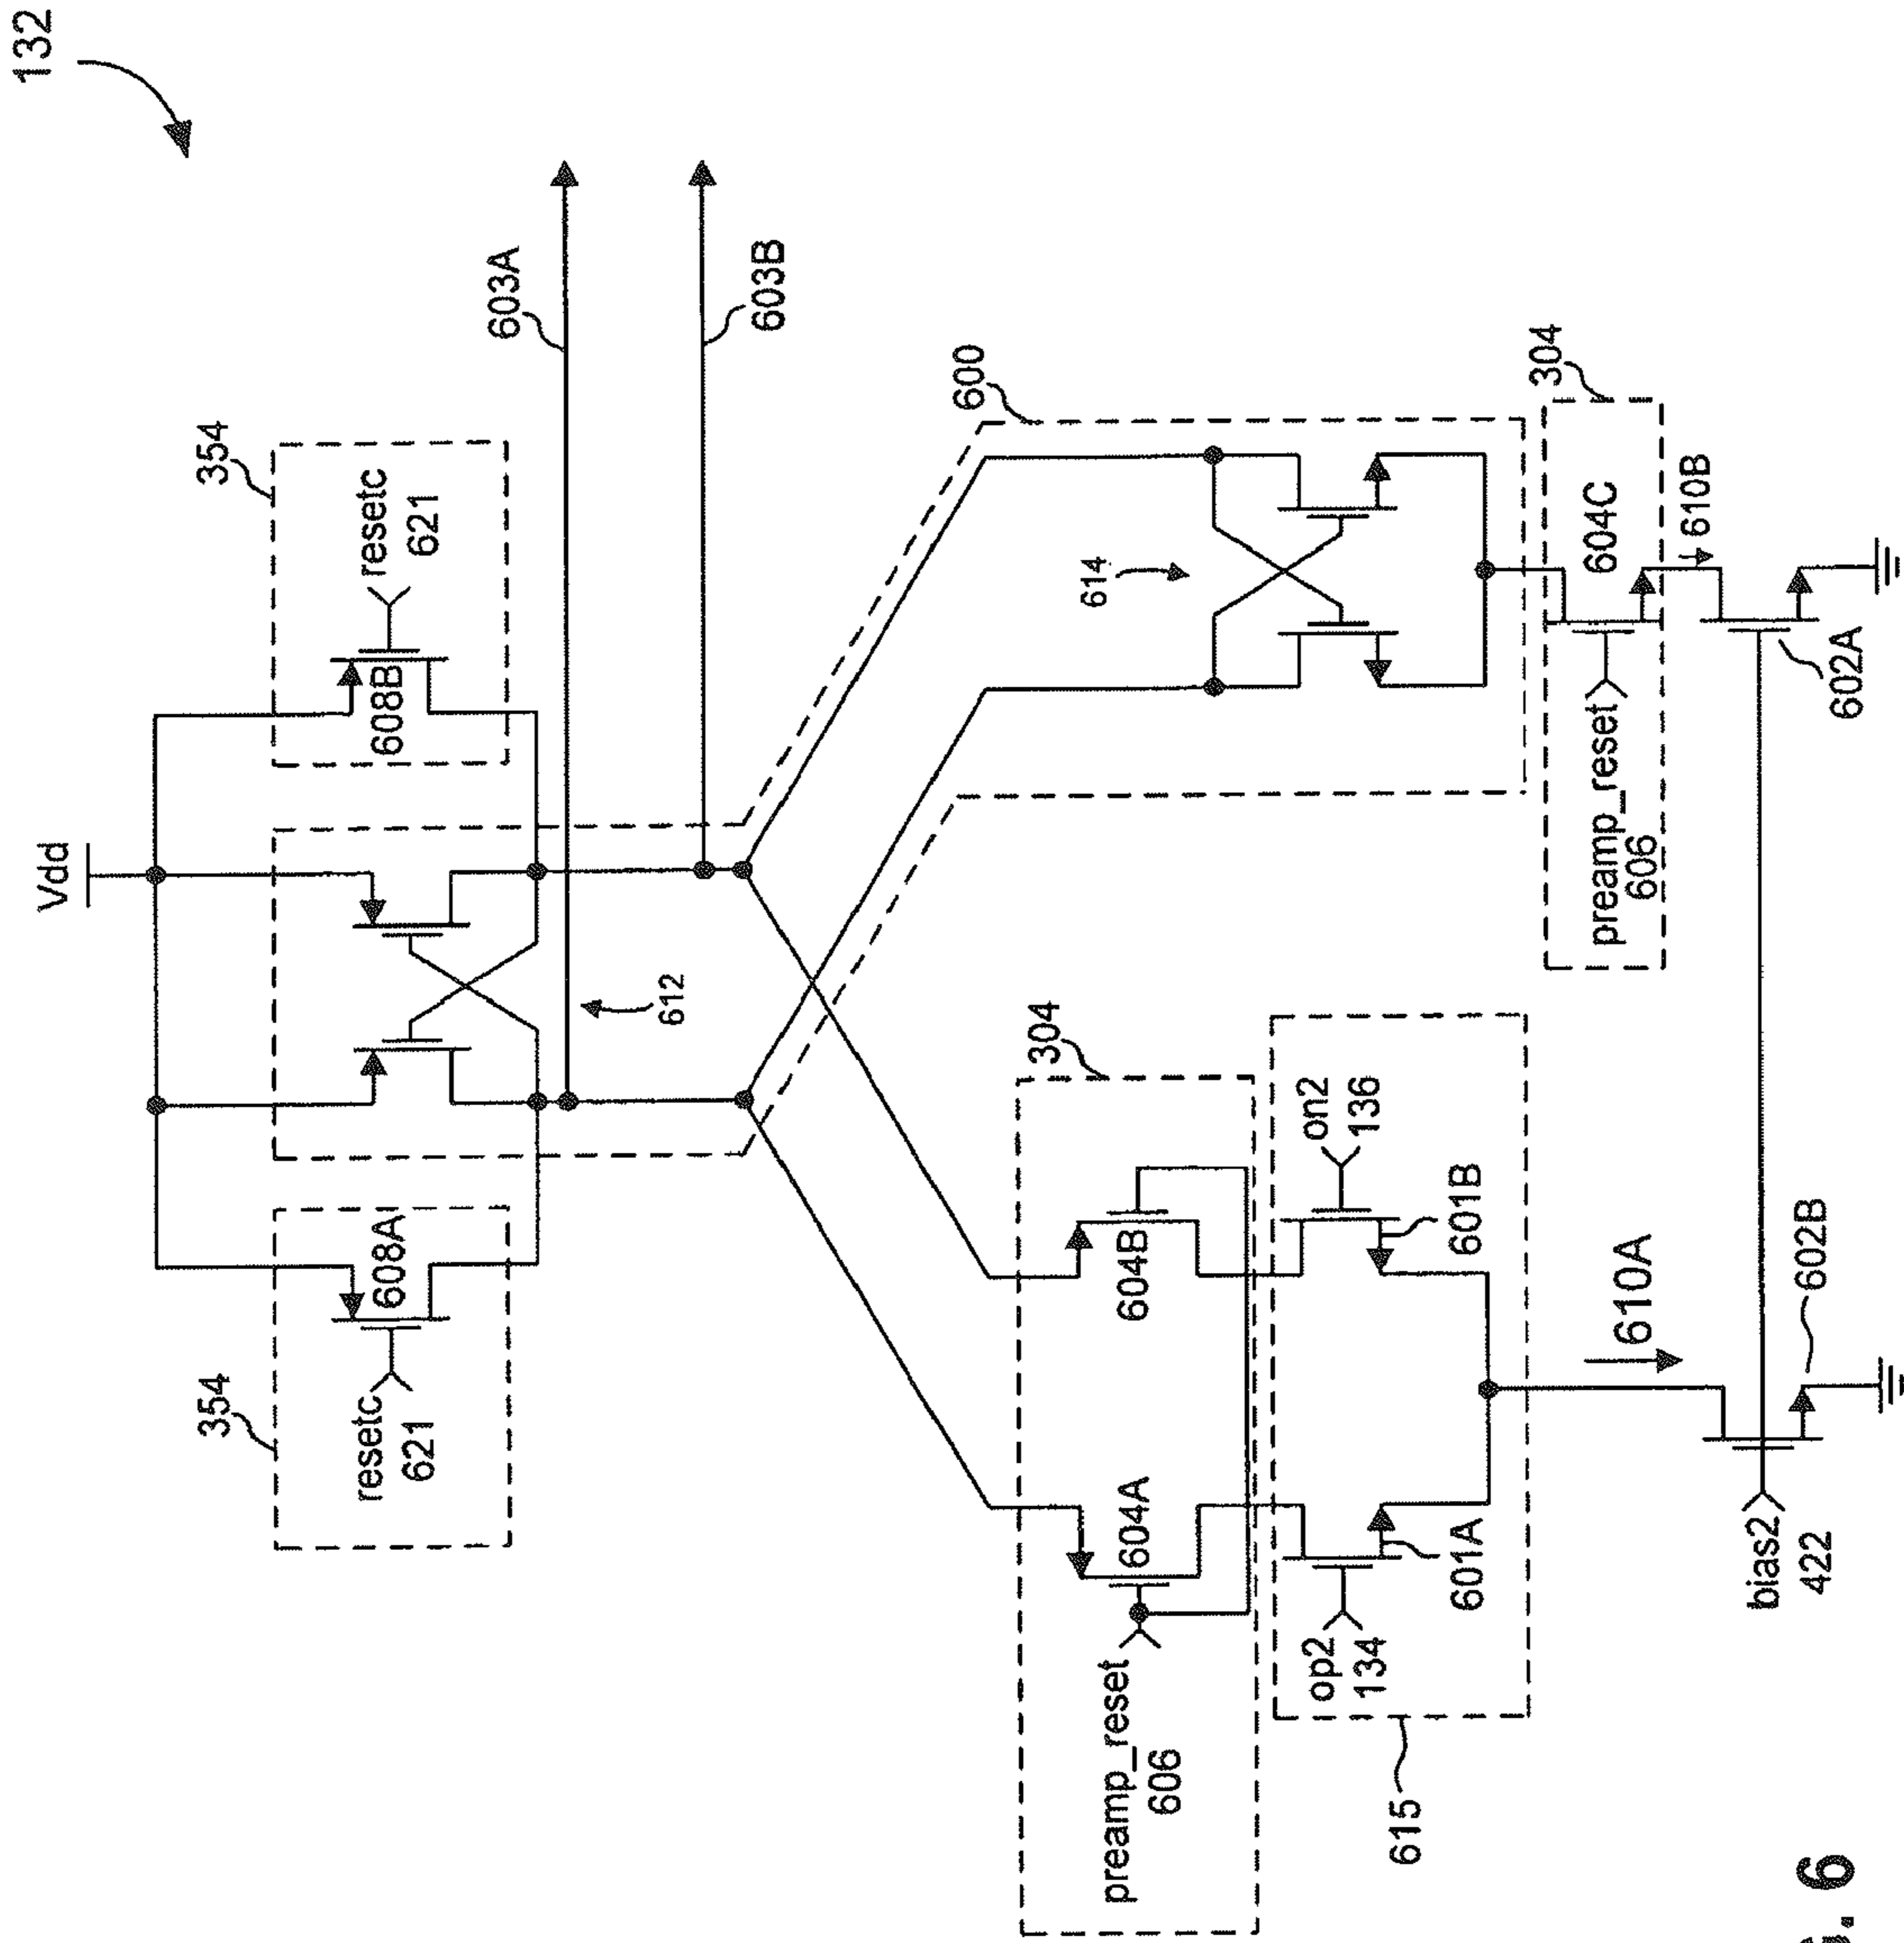 132
Vdd
354
608B
resetc
621
354
608A
resetc
621
603A
603B
612
600
614
304
604C
preamp_reset
606
610B
602A
304
604A
604B
preamp_reset
606
op2
134
on2
136
601A
601B
615
610A
602B
bias2
422
. 6